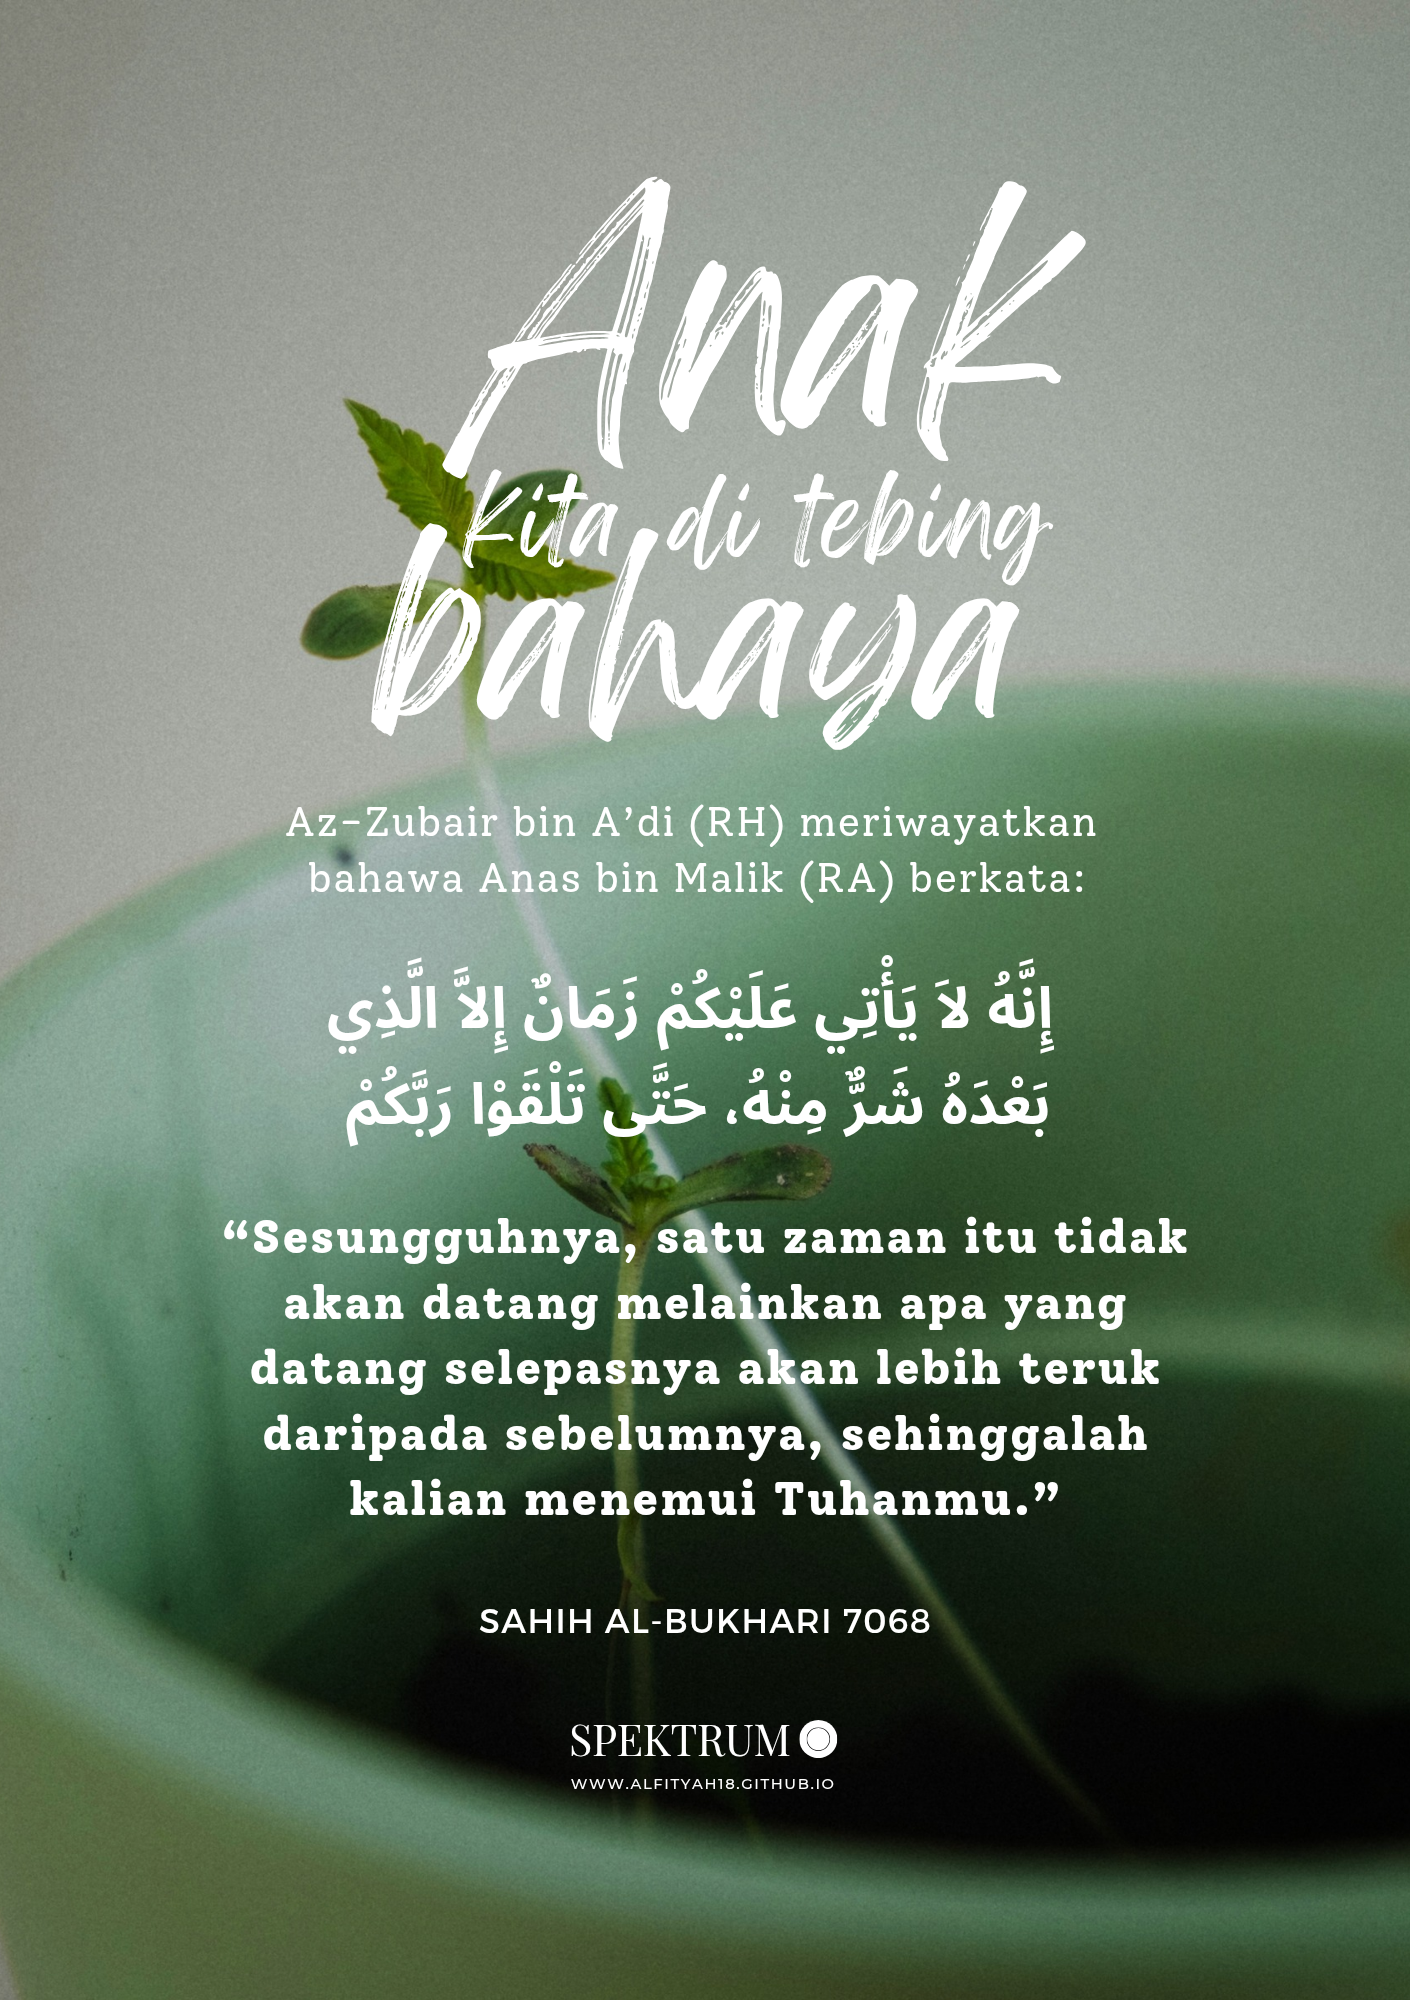 Anak
kita di tebing
bahaya
Az-Zubair bin A’di (RH) meriwayatkan
bahawa Anas bin Malik (RA) berkata:
إِنَّهُ لاَ يَأْتِي عَلَيْكُمْ زَمَانٌ إِلاَّ الَّذِي
بَعْدَهُ شَرٌّ مِنْهُ، حَتَّى تَلْقَوْا رَبَّكُمْ
“Sesungguhnya, satu zaman itu tidak
akan datang melainkan apa yang
datang selepasnya akan lebih teruk
daripada sebelumnya, sehinggalah
kalian menemui Tuhanmu.”
SAHIH AL-BUKHARI 7068
SPEKTRUM
WWW.ALFITYAH18.GITHUB.IO